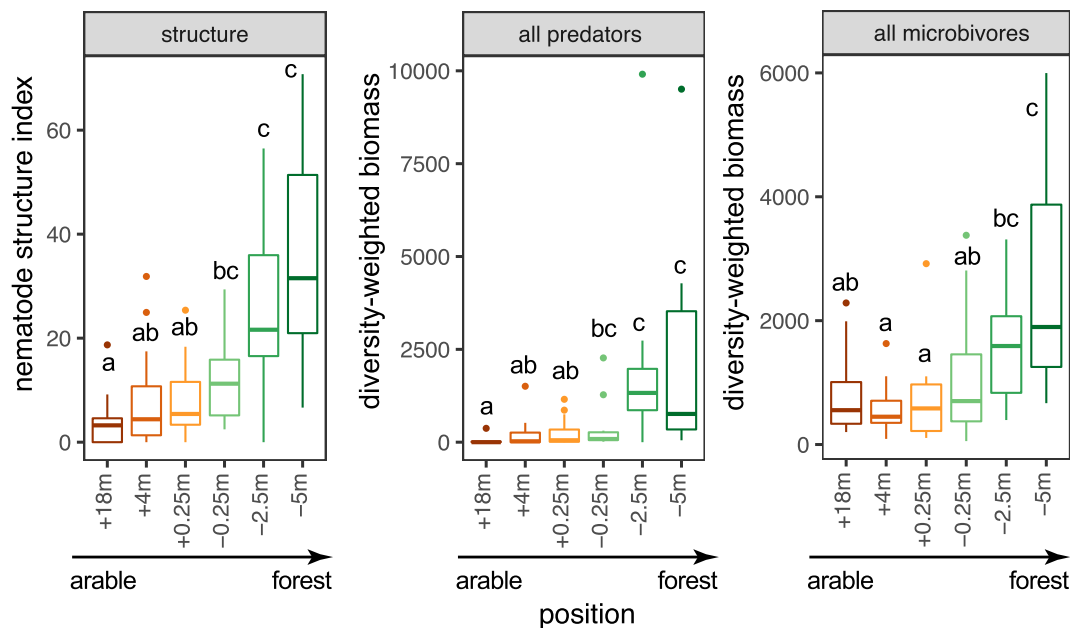 structure
nematode structure index
60
40
20
0
a
ab
ab
bc
c
c
+18m
+4m
+0.25m
−0.25m
−2.5m
−5m
arable
forest
all predators
diversity-weighted biomass
10000
7500
5000
2500
0
a
ab
ab
bc
c
c
+18m
+4m
+0.25m
−0.25m
−2.5m
−5m
arable
forest
all microbivores
diversity-weighted biomass
6000
4000
2000
0
ab
a
a
ab
bc
c
+18m
+4m
+0.25m
−0.25m
−2.5m
−5m
arable
forest
position